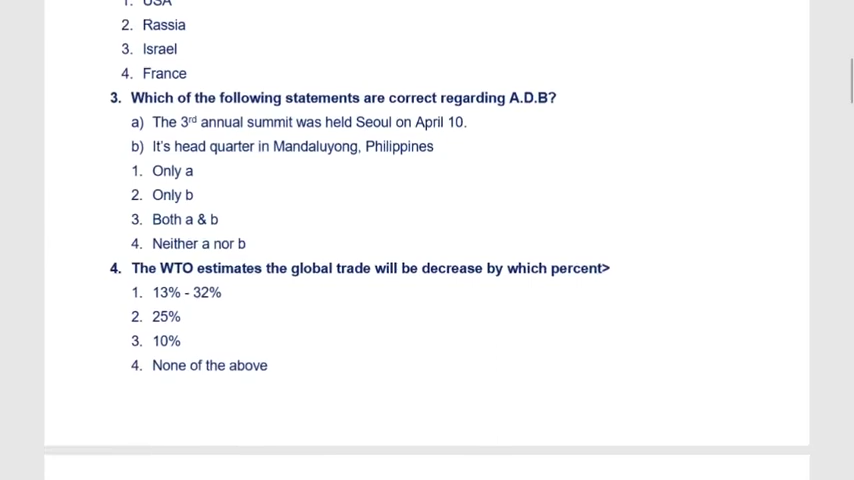 1. USA
2. Rassia
3. Israel
4. France
3. Which of the following statements are correct regarding A.D.B?
a) The 3rd annual summit was held Seoul on April 10.
b) It's head quarter in Mandaluyong, Philippines
1. Only a
2. Only b
3. Both a & b
4. Neither a nor b
4. The WTO estimates the global trade will be decrease by which percent>
1. 13% - 32%
2. 25%
3. 10%
4. None of the above